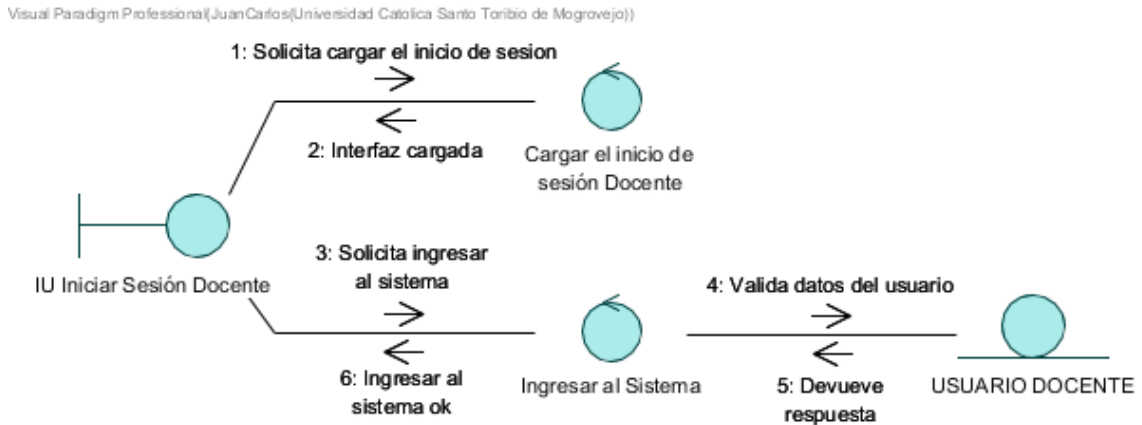 Visual Paradigm Professional(JuanCarlos(Universidad Catolica Santo Toribio de Mogrovejo))
1: Solicita cargar el inicio de sesion
2: Interfaz cargada
Cargar el inicio de
sesión Docente
IU Iniciar Sesión Docente
3: Solicita ingresar
al sistema
6: Ingresar al
sistema ok
Ingresar al Sistema
4: Valida datos del usuario
5: Devueve
respuesta
USUARIO DOCENTE